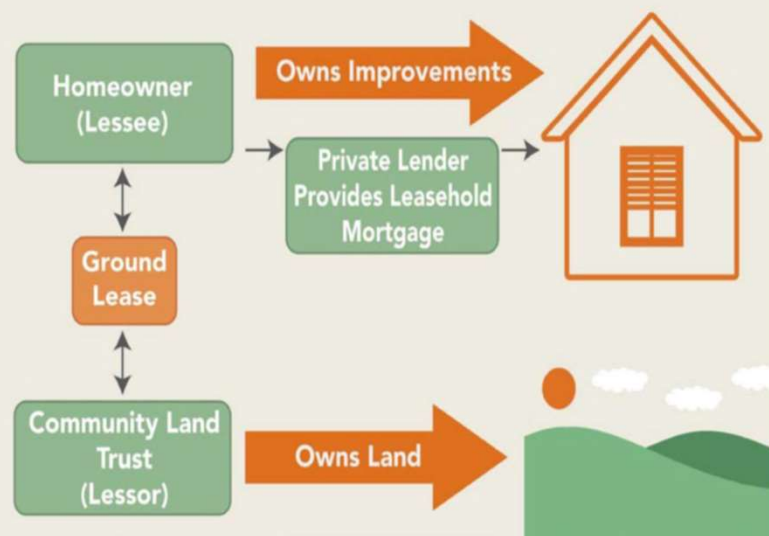 Homeowner
(Lessee)
Owns Improvements
Private Lender
Provides Leasehold
Mortgage
Ground
Lease
Community Land
Trust
(Lessor)
Owns Land